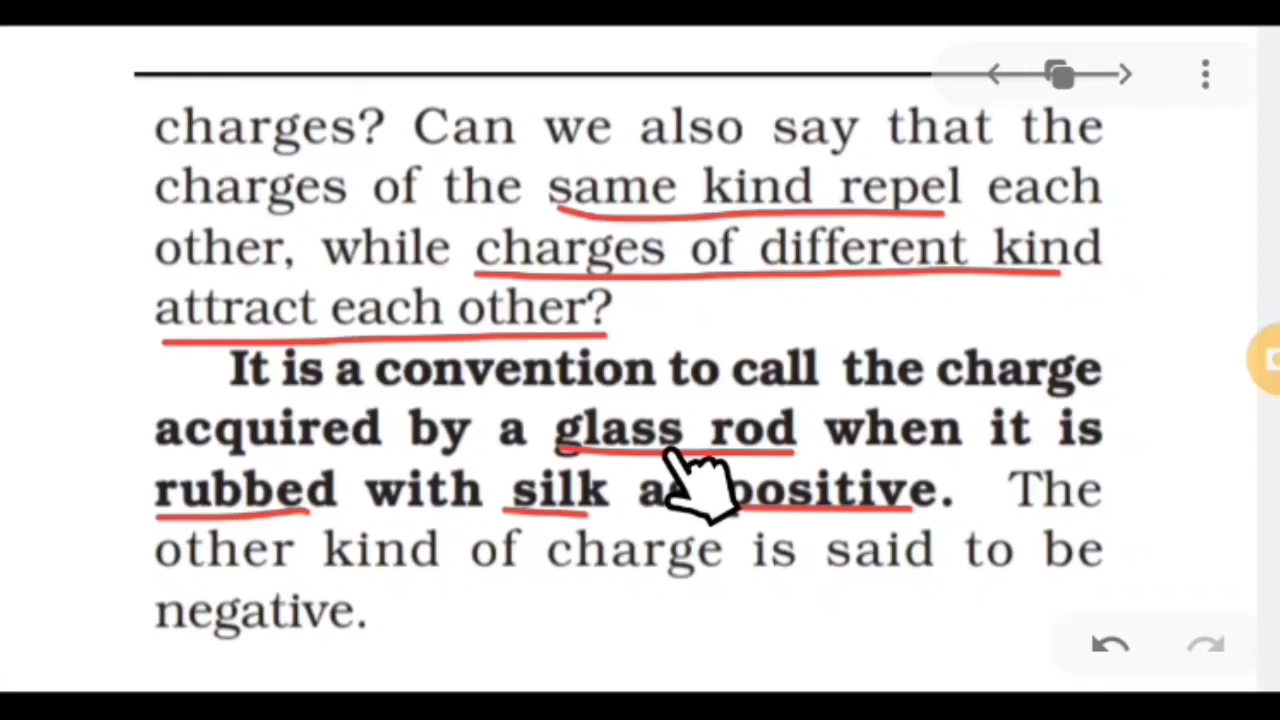 charges? Can we also say that the
charges of the same kind repel each
other, while charges of different kind
attract each other?
It is a convention to call the charge
acquired by a glass rod when it is
rubbed with silk as positive. The
other kind of charge is said to be
negative.